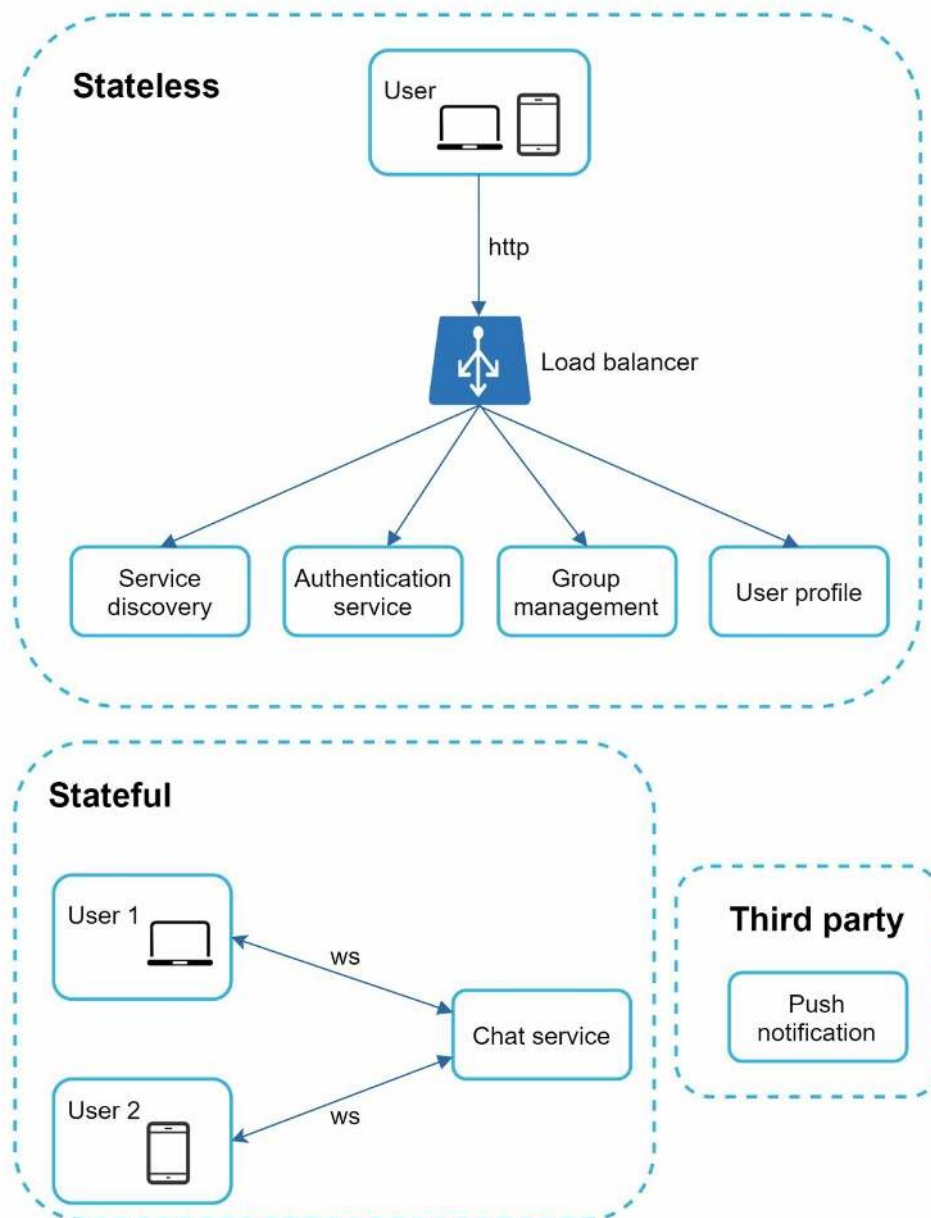 Stateless
User
http
Load balancer
Service
discovery
Authentication
service
Group
management
User profile
Stateful
User 1
ws
Chat service
User 2
ws
Third party
Push
notification